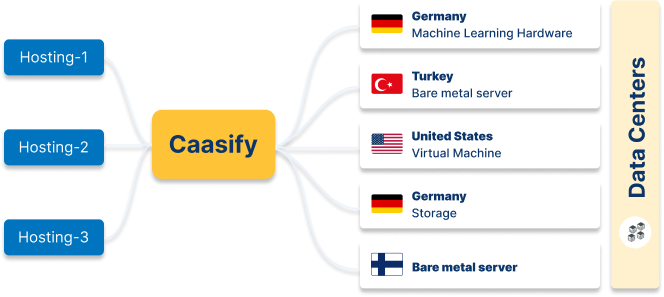 Hosting-1
Hosting-2
Hosting-3
Caasify
Germany
Machine Learning Hardware
Turkey
Bare metal server
United States
Virtual Machine
Germany
Storage
Bare metal server
Data Centers